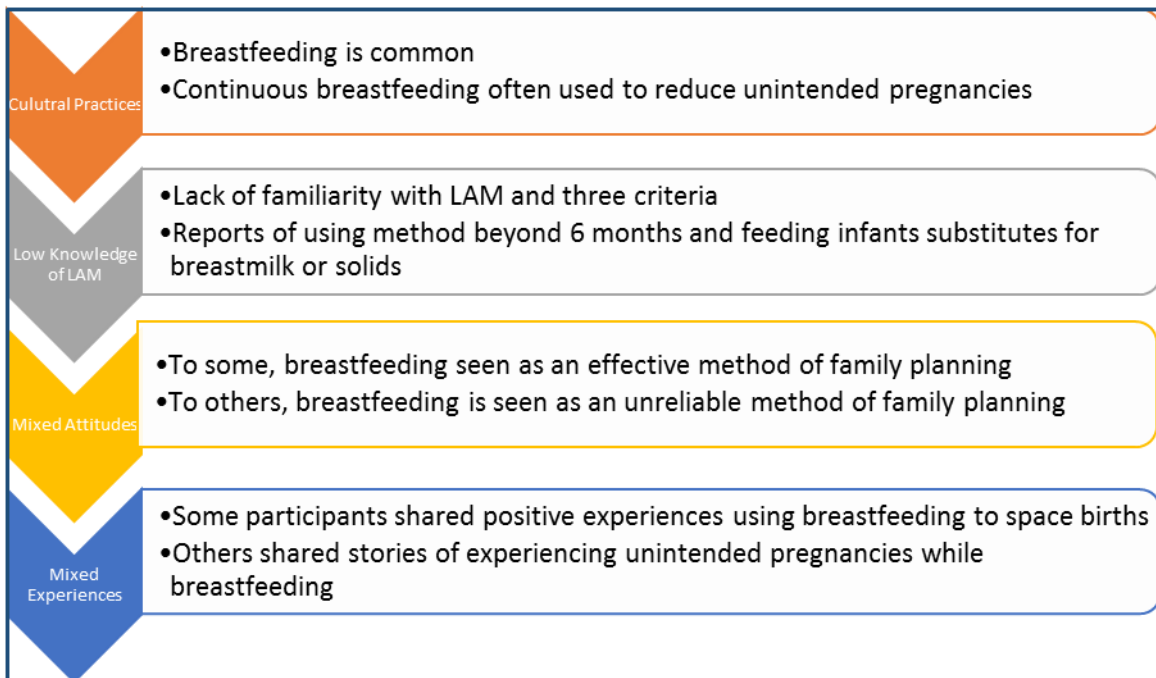 Culutral Practices
•Breastfeeding is common
•Continuous breastfeeding often used to reduce unintended pregnancies
Low Knowledge
of LAM
•Lack of familiarity with LAM and three criteria
•Reports of using method beyond 6 months and feeding infants substitutes for
breastmilk or solids
Mixed Attitudes
•To some, breastfeeding seen as an effective method of family planning
•To others, breastfeeding is seen as an unreliable method of family planning
Mixed
Experiences
•Some participants shared positive experiences using breastfeeding to space births
•Others shared stories of experiencing unintended pregnancies while
breastfeeding